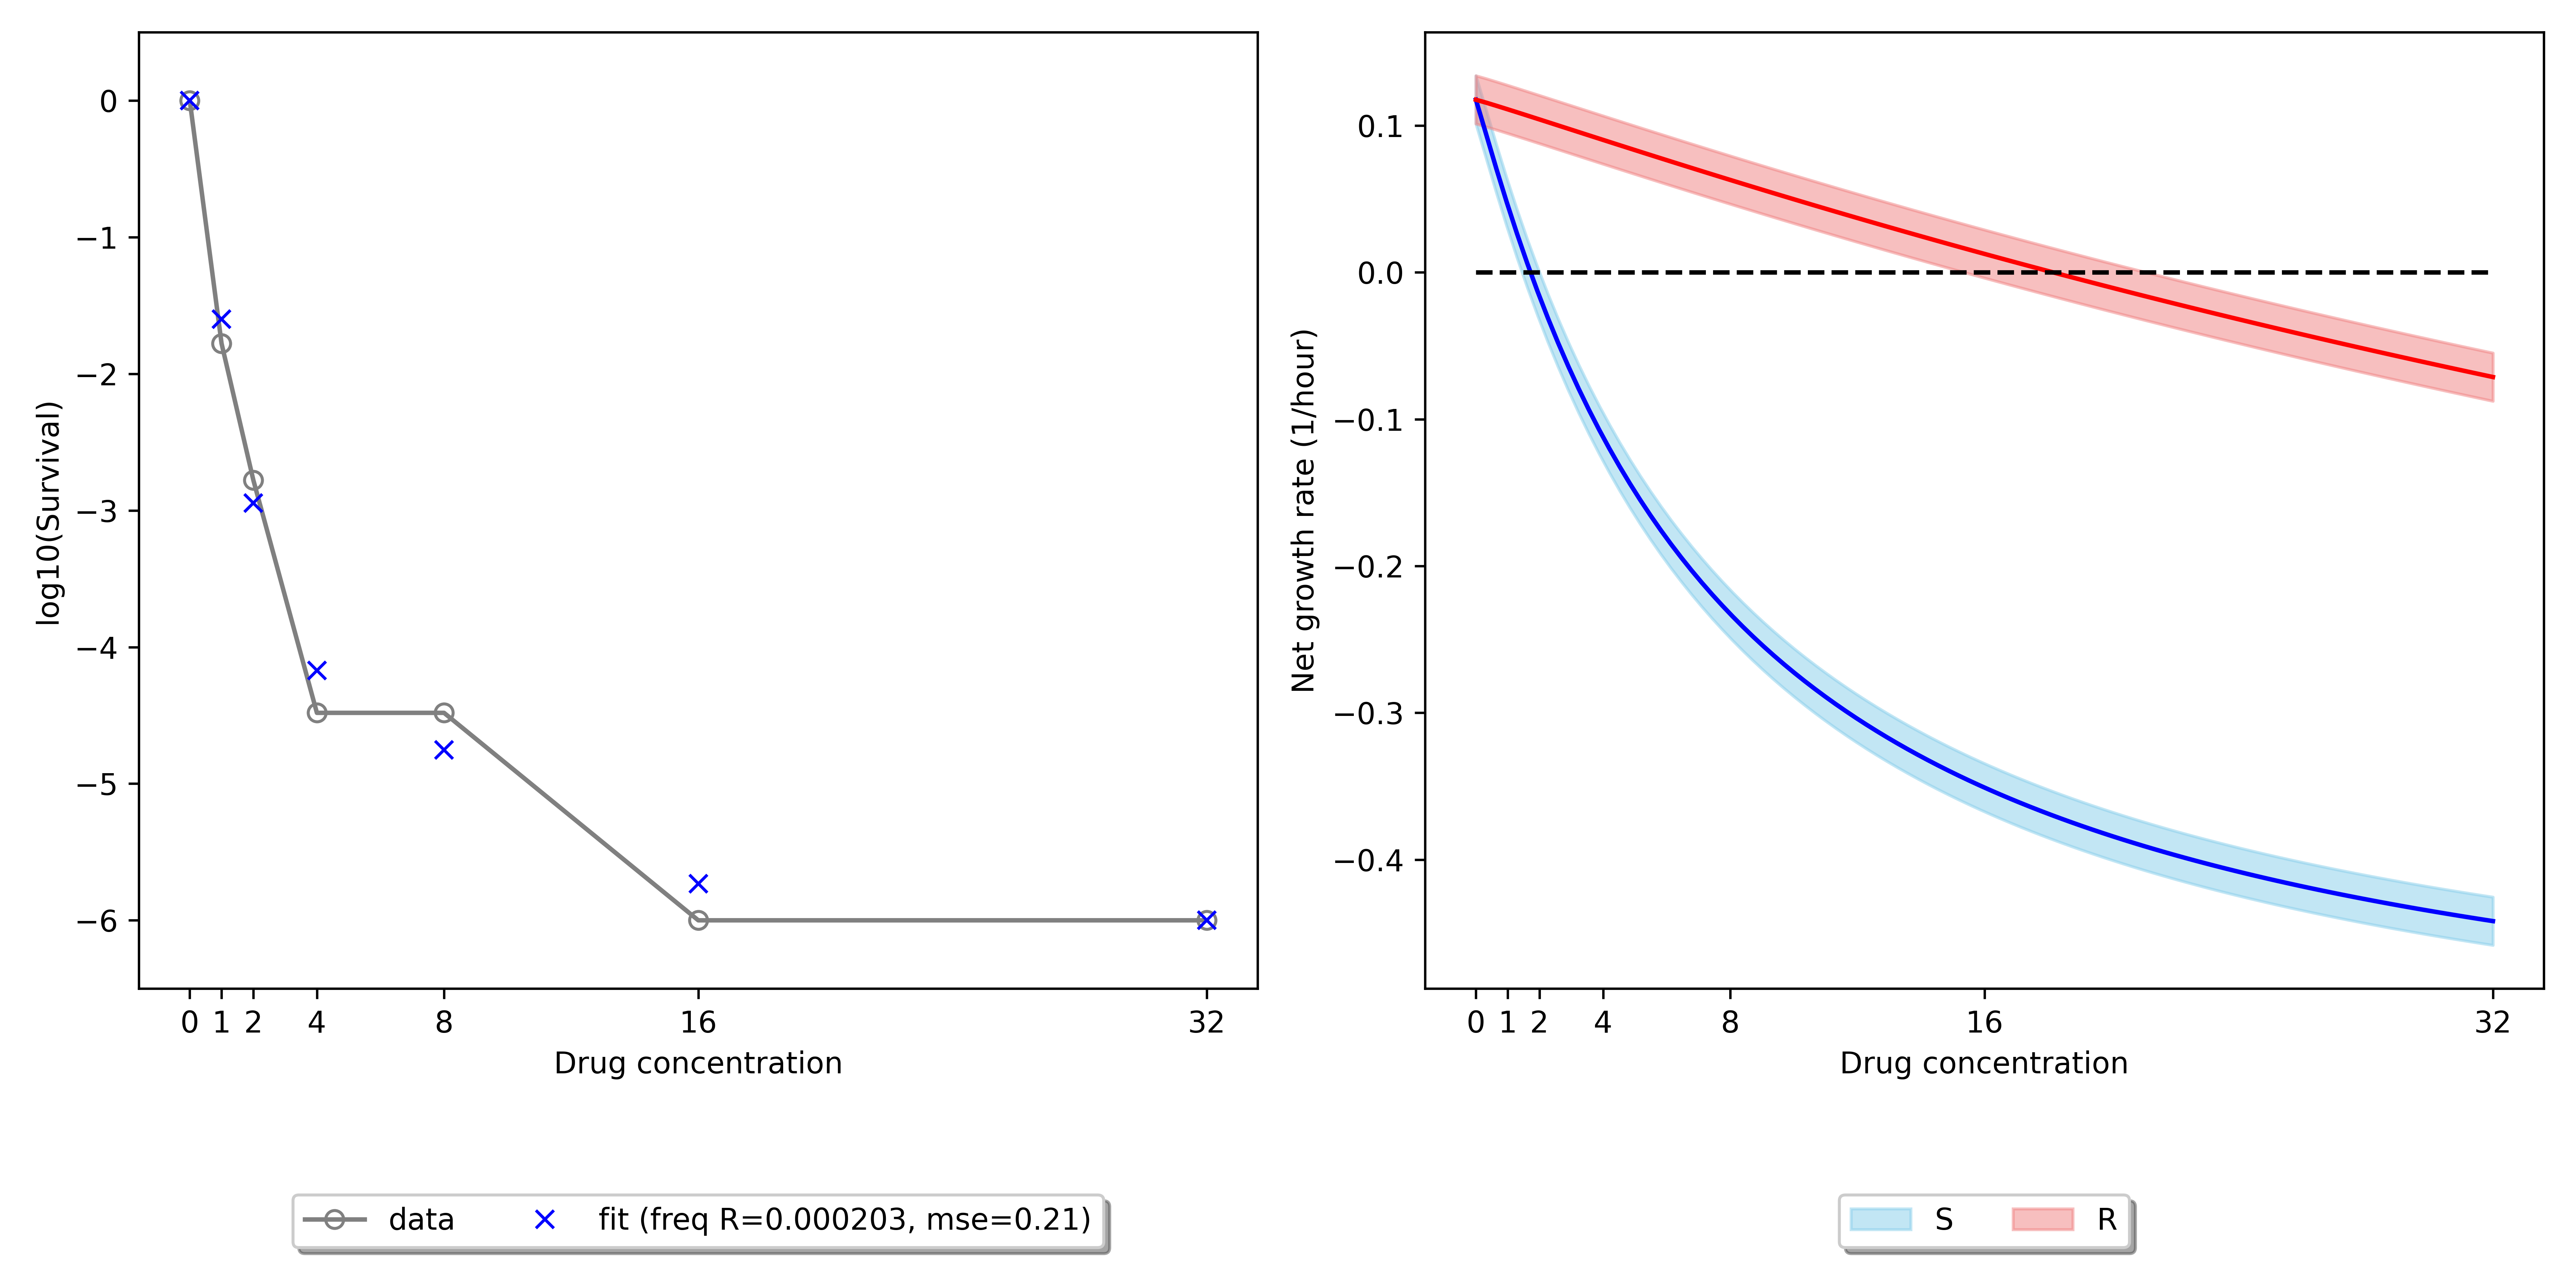 0
−1
−2
−3
−4
−5
−6
log10(Survival)
0 1 2 4 8 16 32
Drug concentration
data fit (freq R=0.000203, mse=0.21)
0.1
0.0
−0.1
−0.2
−0.3
−0.4
Net growth rate (1/hour)
0 1 2 4 8 16 32
Drug concentration
S R